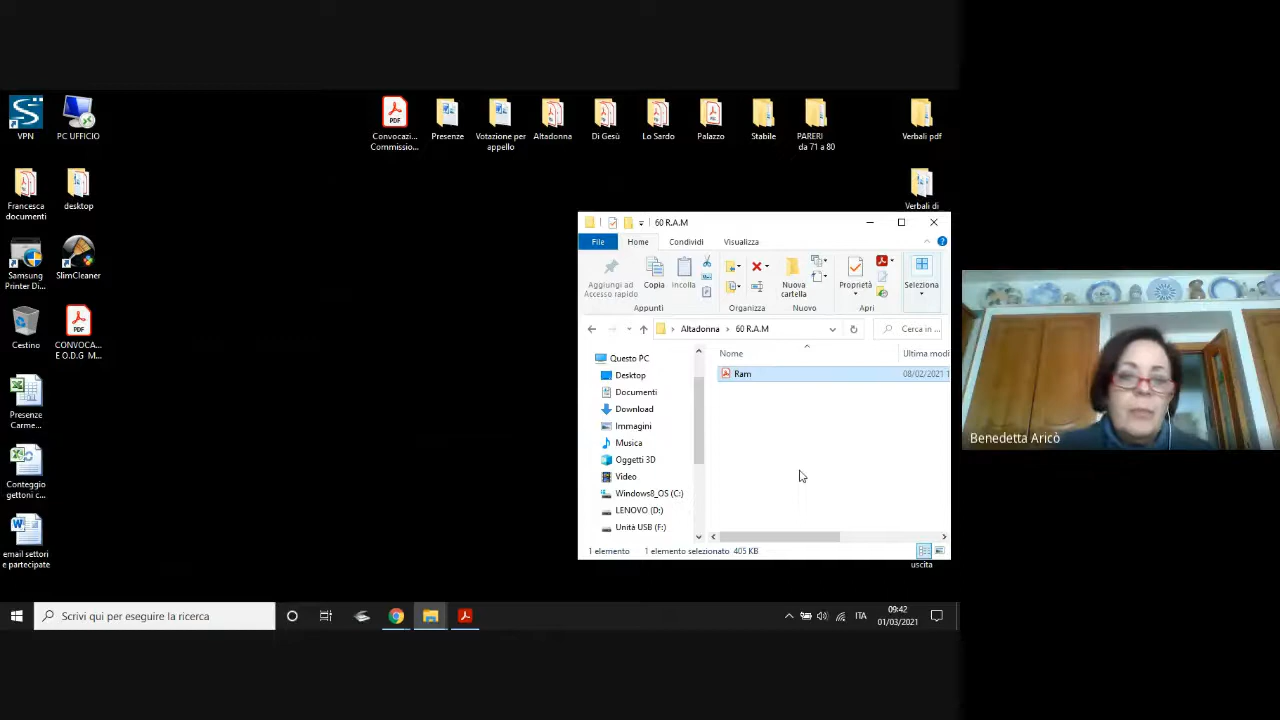 VPN
PC UFFICIO
Convocazi...
Commissio...
Presenze
Votazione per
appello
Altadonna
Di Gesù
Lo Sardo
Palazzo
Stabile
PARERI
da 71 a 80
Verbali pdf
Francesca
documenti
desktop
Verbali di
Samsung
Printer Di...
SlimCleaner
Cestino
CONVOCA...
E O.D.G M...
Presenze
Carme...
Conteggio
gettoni c...
email settori
e partecipate
60 R.A.M
File
Home
Condividi
Visualizza
Aggiungi ad
Accesso rapido
Copia
Incolla
Nuova
cartella
Proprietà
Seleziona
Appunti
Organizza
Nuovo
Apri
Altadonna
60 R.A.M
Cerca in ...
Questo PC
Desktop
Documenti
Download
Immagini
Musica
Oggetti 3D
Video
Windows8_OS (C:)
LENOVO (D:)
Unità USB (F:)
Nome
Ultima modi
Ram
08/02/2021 1
1 elemento
1 elemento selezionato 405 KB
uscita
Benedetta Aricò
Scrivi qui per eseguire la ricerca
ITA
09:42
01/03/2021